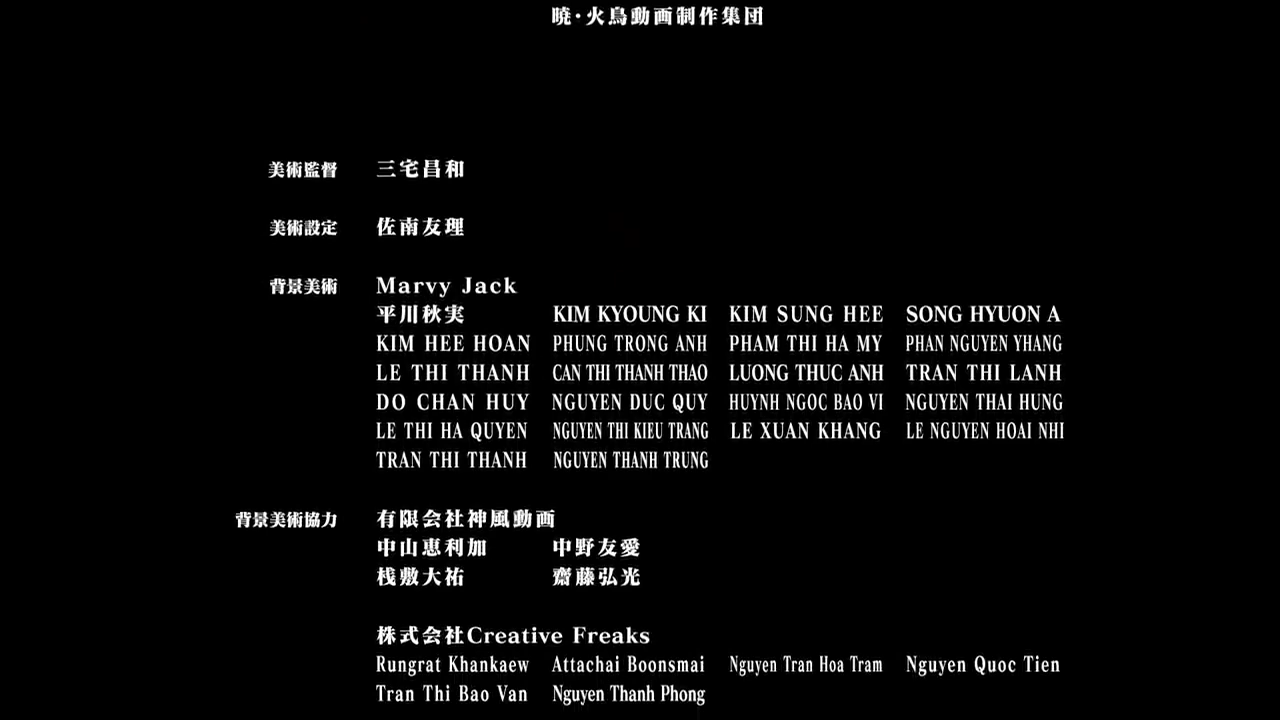 暁・火鳥動画制作集団
美術監督 三宅昌和
美術設定 佐南友理
背景美術 Marvy Jack
平川秋実 KIM KYOUNG KI KIM SUNG HEE SONG HYUON A
KIM HEE HOAN PHUNG TRONG ANH PHAM THI HA MY PHAN NGUYEN YHANG
LE THI THANH CAN THI THANH THAO LUONG THUC ANH TRAN THI LANH
DO CHAN HUY NGUYEN DUC QUY HUYNH NGOC BAO VI NGUYEN THAI HUNG
LE THI HA QUYEN NGUYEN THI KIEU TRANG LE XUAN KHANG LE NGUYEN HOAI NHI
TRAN THI THANH NGUYEN THANH TRUNG
背景美術協力 有限会社神風動画
中山恵利加 中野友愛
桟敷大祐 齋藤弘光
株式会社Creative Freaks
Rungrat Khankaew Attachai Boonsmai Nguyen Tran Hoa Tram Nguyen Quoc Tien
Tran Thi Bao Van Nguyen Thanh Phong